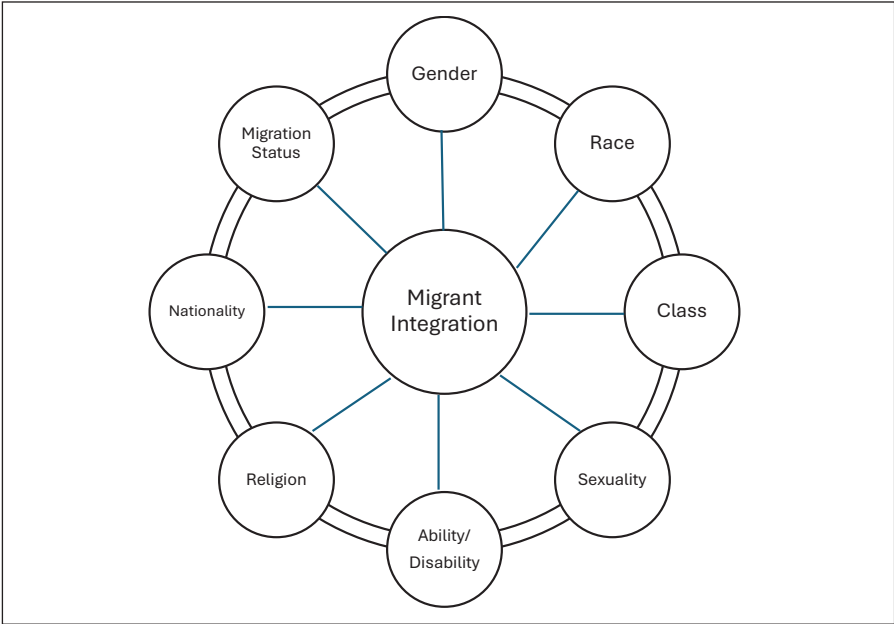 Gender
Migration
Status
Race
Migrant
Integration
Nationality
Class
Religion
Sexuality
Ability/
Disability